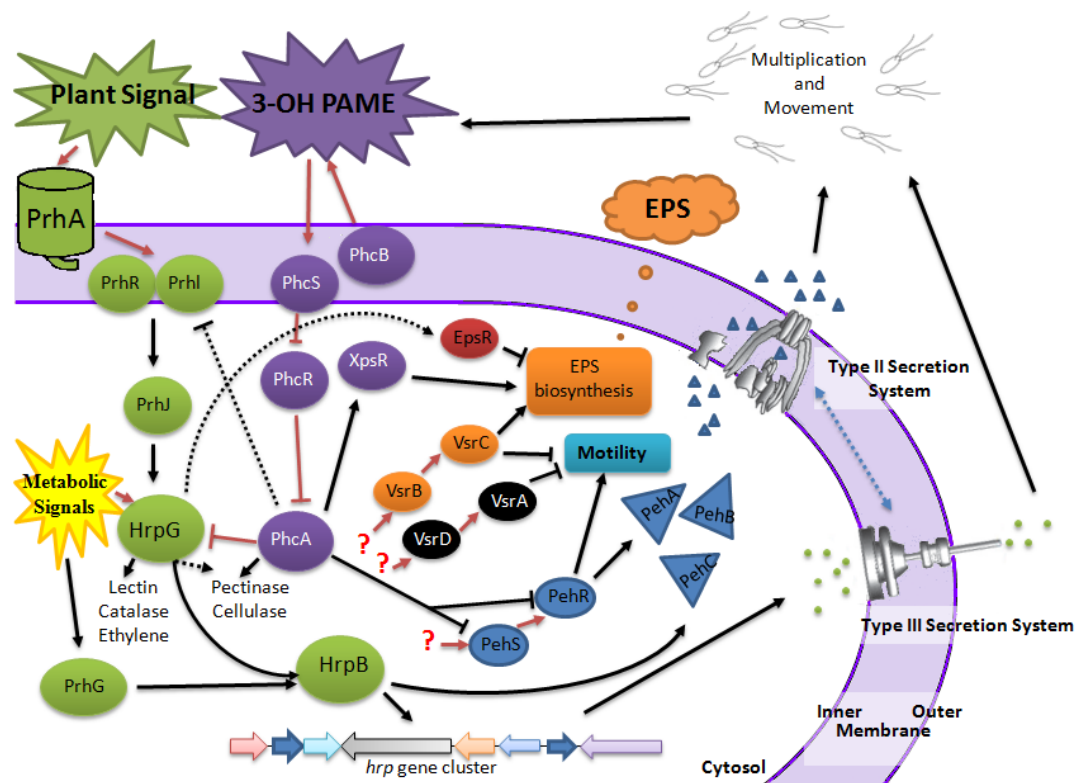 Plant Signal
3-OH PAME
Multiplication
and
Movement
PrhA
EPS
PrhR
PrhI
PhcS
PhcB
EpsR
XpsR
PhcR
EPS
biosynthesis
Type II Secretion
System
PrhJ
VsrC
Motility
Metabolic
Signals
VsrB
VsrA
PehA
PehB
HrpG
PhcA
?
?
VsrD
PehC
Lectin
Catalase
Ethylene
Pectinase
Cellulase
PehR
?
PehS
Type III Secretion System
HrpB
PrhG
Inner
Outer
Membrane
hrp gene cluster
Cytosol